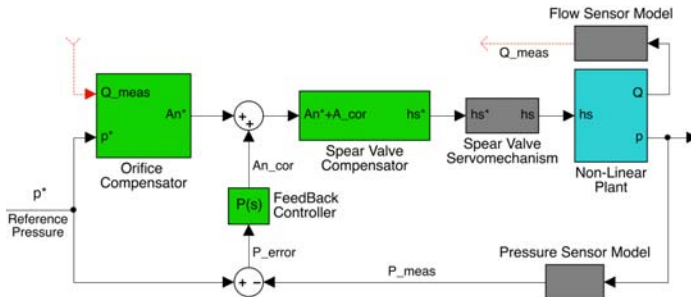 Flow Sensor Model
Q_meas
Q_meas
An*
p*
Orifice
Compensator
+
+
An*+A_cor
hs*
Spear Valve
Compensator
hs*
hs
Spear Valve
Servomechanism
hs
Q
p
Non-Linear
Plant
An_cor
P(s)
FeedBack
Controller
p*
Reference
Pressure
P_error
+
−
P_meas
Pressure Sensor Model